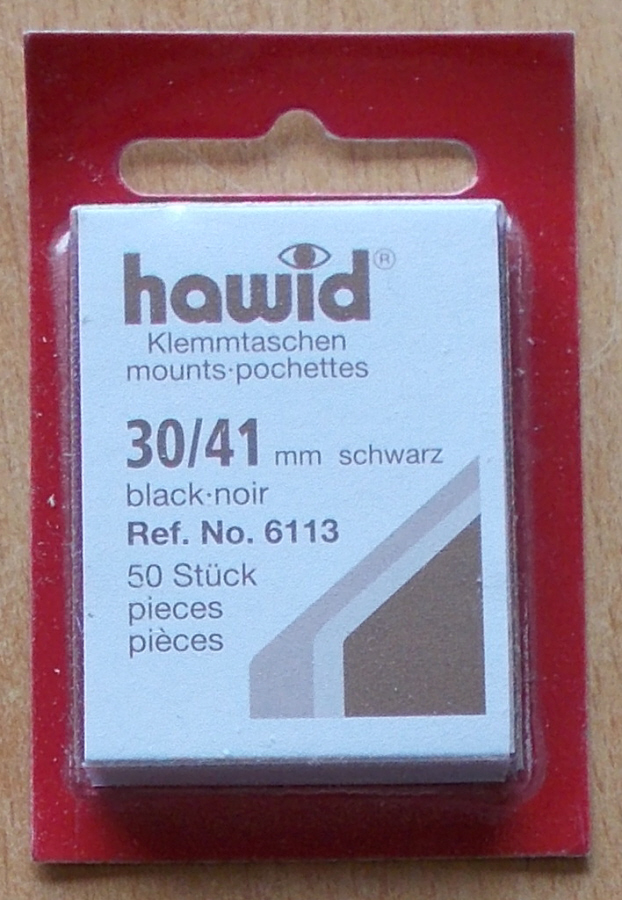 hawid®
Klemmtaschen
mounts·pochettes
30/41 mm schwarz
black·noir
Ref. No. 6113
50 Stück
pieces
pièces